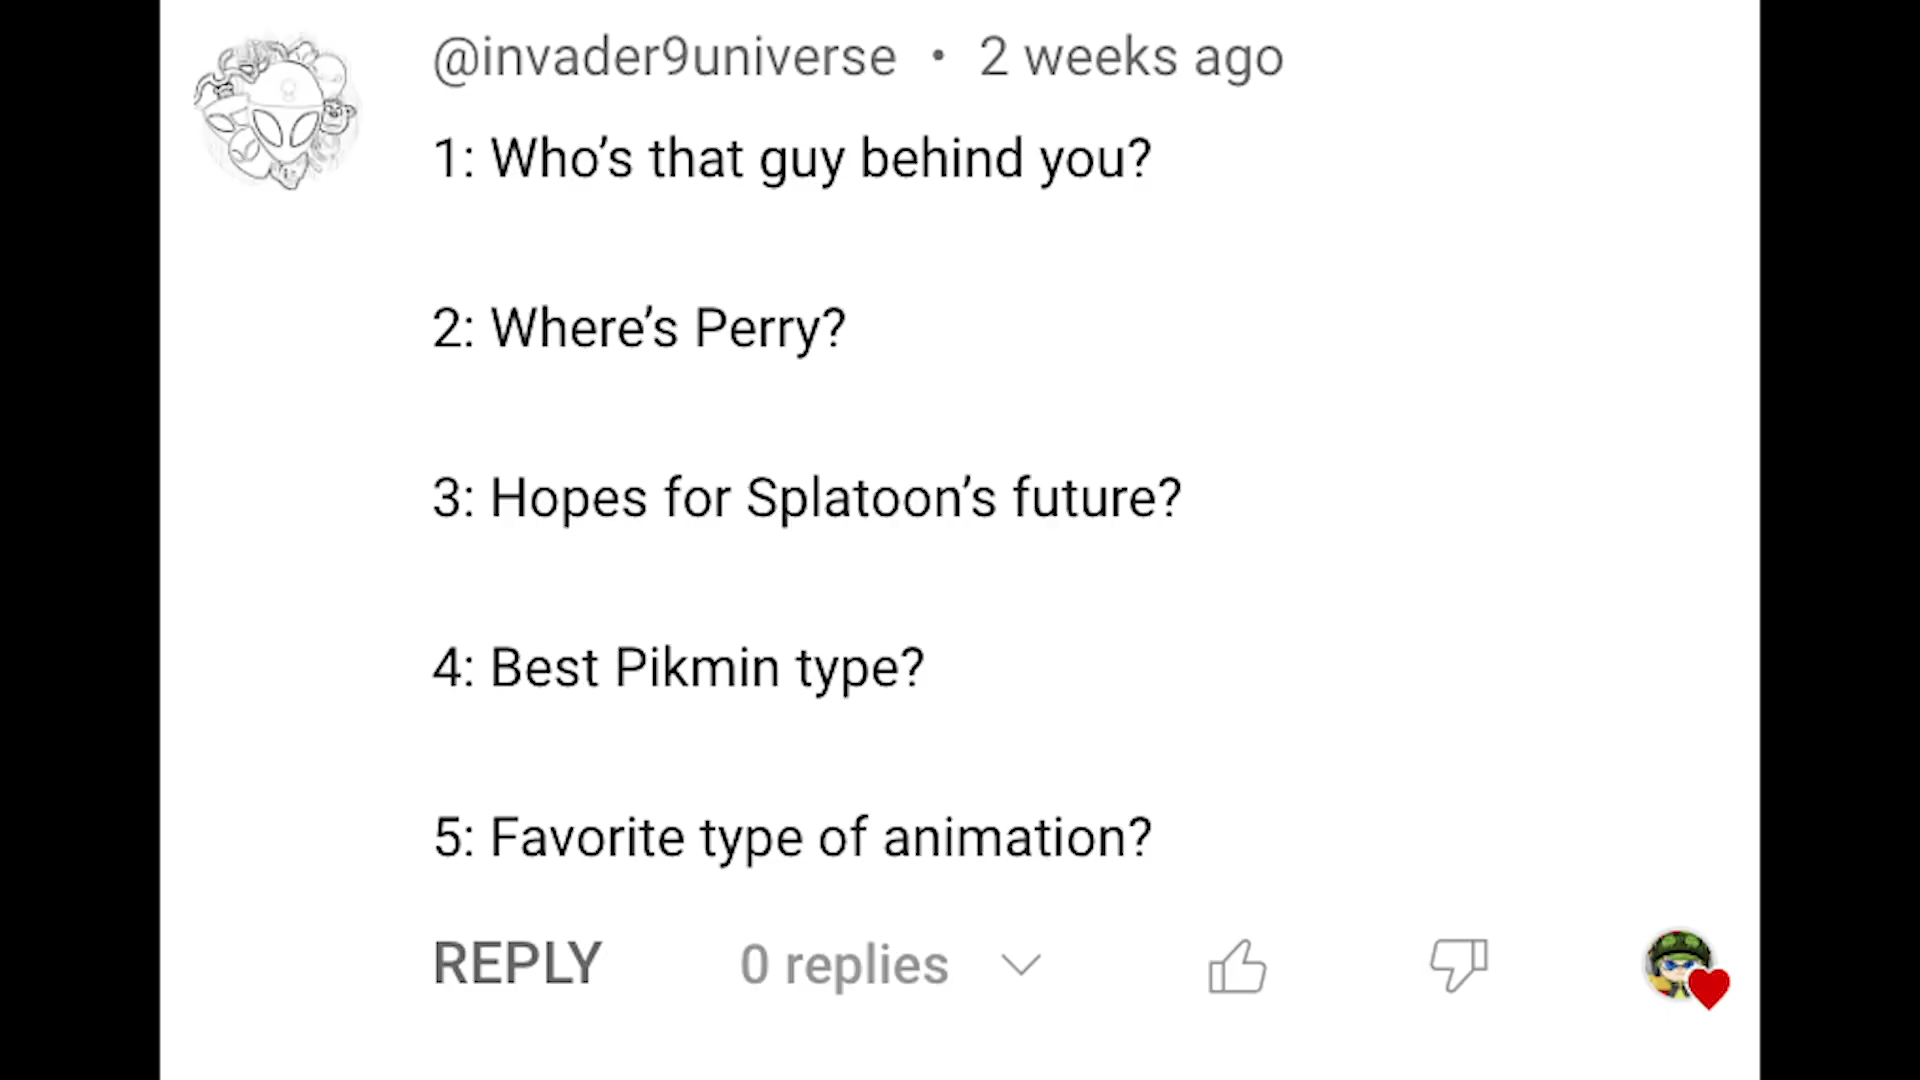 @invader9universe • 2 weeks ago
1: Who’s that guy behind you?
2: Where’s Perry?
3: Hopes for Splatoon’s future?
4: Best Pikmin type?
5: Favorite type of animation?
REPLY 0 replies